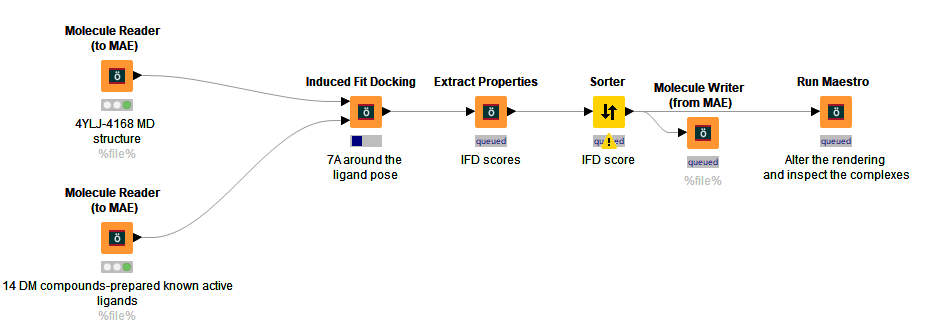 Molecule Reader
(to MAE)
ö
4YLJ-4168 MD
structure
%file%
Molecule Reader
(to MAE)
ö
14 DM compounds-prepared known active
ligands
%file%
Induced Fit Docking
ö
7A around the
ligand pose
Extract Properties
ö
queued
IFD scores
Sorter
queued
IFD score
Molecule Writer
(from MAE)
ö
queued
%file%
Run Maestro
ö
queued
Alter the rendering
and inspect the complexes